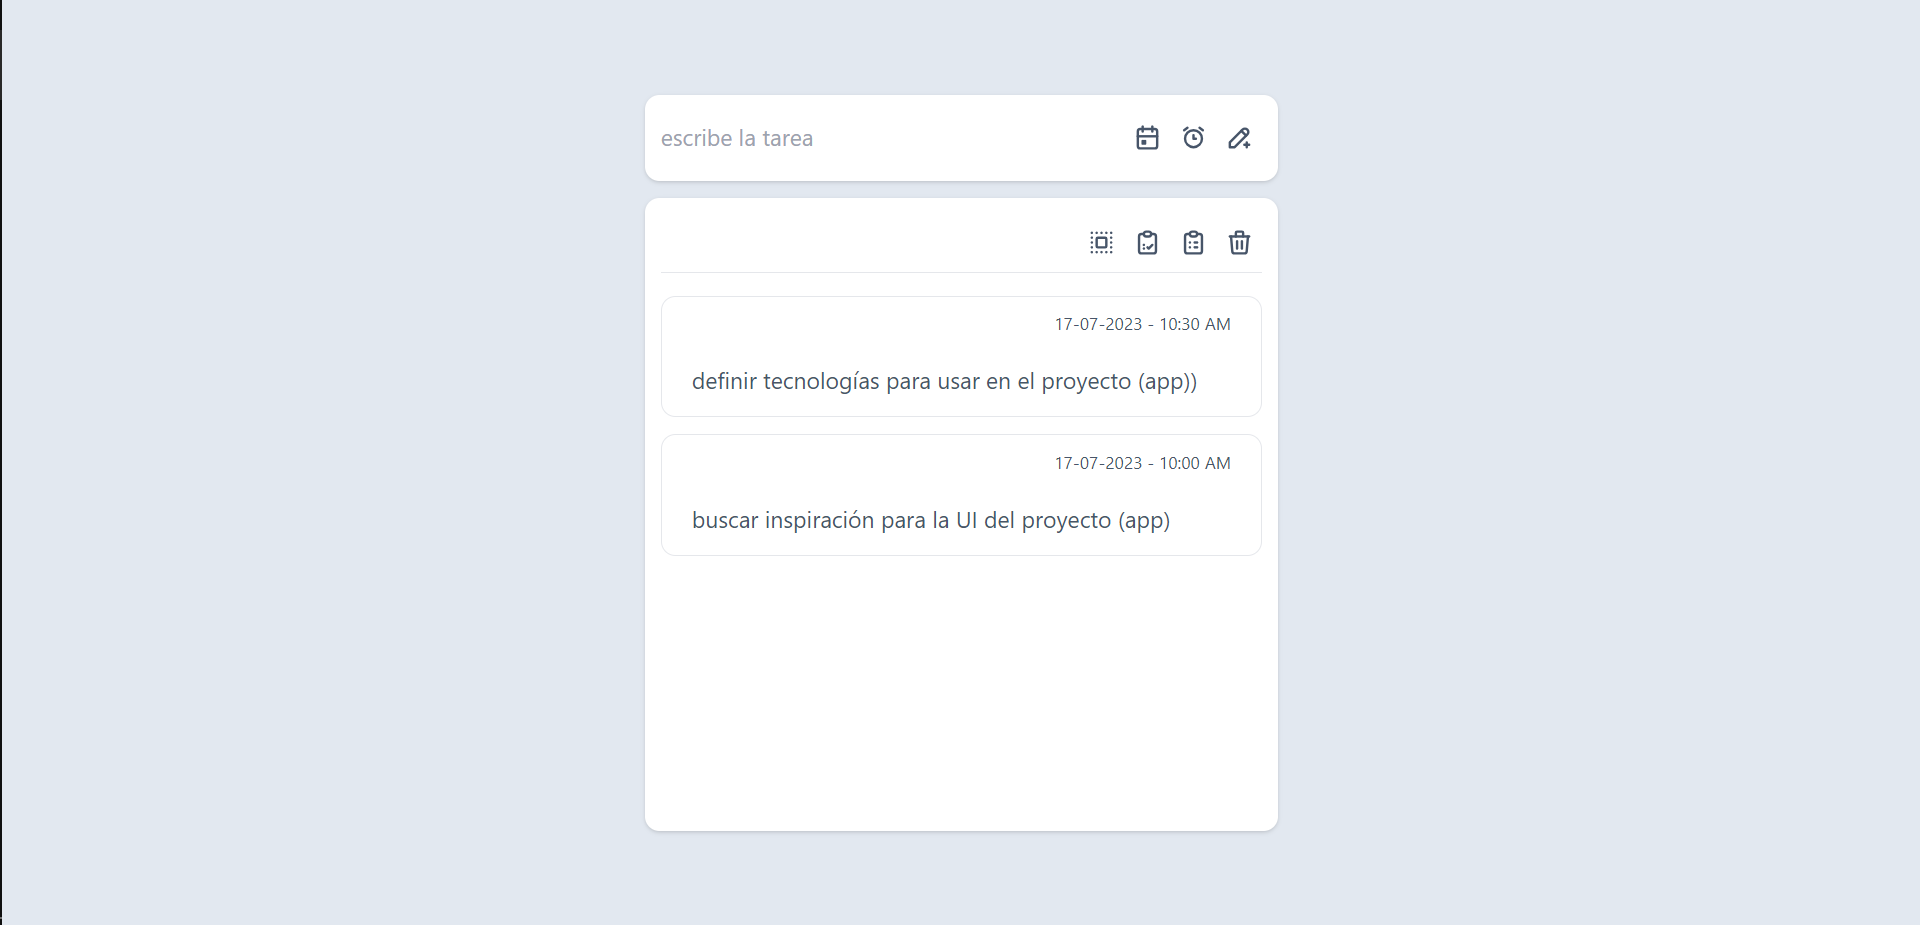 escribe la tarea
17-07-2023 - 10:30 AM
definir tecnologías para usar en el proyecto (app))
17-07-2023 - 10:00 AM
buscar inspiración para la UI del proyecto (app)